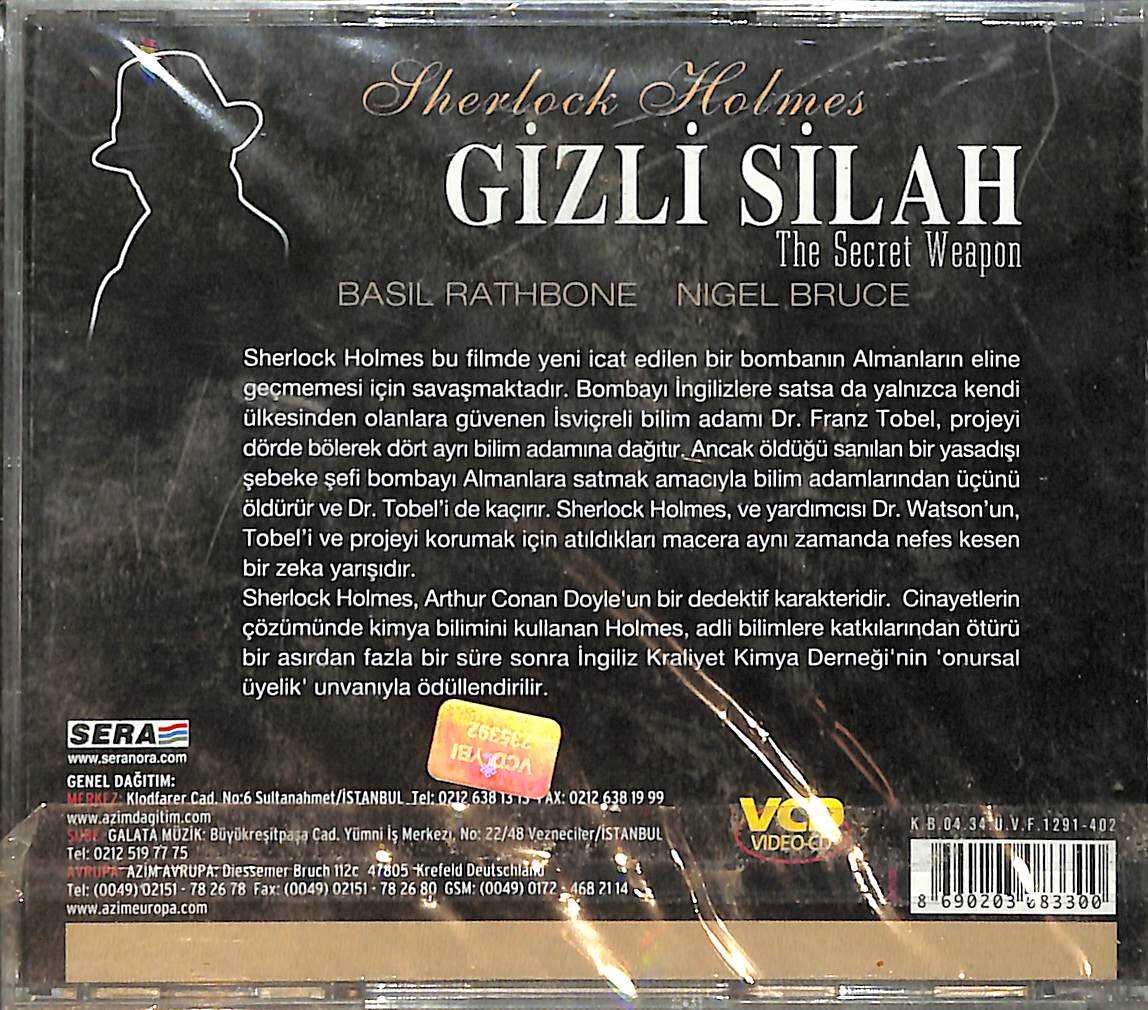 Sherlock Holmes
GİZLİ SİLAH
The Secret Weapon
BASIL RATHBONE NIGEL BRUCE
Sherlock Holmes bu filmde yeni icat edilen bir bombanın Almanların eline
geçmemesi için savaşmaktadır. Bombayı İngilizlere satsa da yalnızca kendi
ülkesinden olanlara güvenen İsviçreli bilim adamı Dr. Franz Tobel, projeyi
dörde bölerek dört ayrı bilim adamına dağıtır. Ancak öldüğü sanılan bir yasadışı
şebeke şefi bombayı Almanlara satmak amacıyla bilim adamlarından üçünü
öldürür ve Dr. Tobel'i de kaçırır. Sherlock Holmes, ve yardımcısı Dr. Watson'un,
Tobel'i ve projeyi korumak için atıldıkları macera aynı zamanda nefes kesen
bir zeka yarışıdır.
Sherlock Holmes, Arthur Conan Doyle'un bir dedektif karakteridir. Cinayetlerin
çözümünde kimya bilimini kullanan Holmes, adli bilimlere katkılarından ötürü
bir asırdan fazla bir süre sonra İngiliz Kraliyet Kimya Derneği'nin 'onursal
üyelik' unvanıyla ödüllendirilir.
SERA
www.seranora.com
VCD YBI
235392
GENEL DAĞITIM:
MERKEZ: Klodfarer Cad. No:6 Sultanahmet/İSTANBUL Tel: 0212 638 13 13 FAX: 0212 638 19 99
www.azimdagitim.com
ŞUBE: GALATA MÜZİK: Büyükreşitpaşa Cad. Yümni İş Merkezi, No: 22/48 Vezneciler/İSTANBUL
Tel: 0212 519 77 75
AVRUPA: AZIM AVRUPA: Diessemer Bruch 112c 47805 Krefeld Deutschland
Tel: (0049) 02151 - 78 26 78 Fax: (0049) 02151 - 78 26 80 GSM: (0049) 0172 - 468 21 14
www.azimeuropa.com
VCD
VIDEO-CD
K.B.04.34.Ü.V.F.1291-402
8 690203 683300